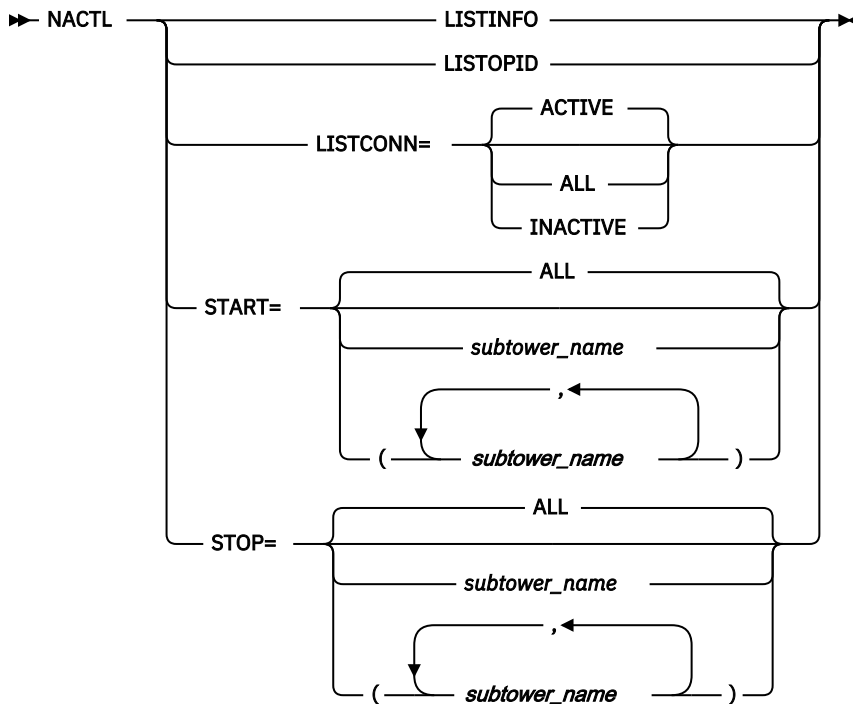 NACTL LISTINFO
LISTOPID
ACTIVE
LISTCONN=
ALL
INACTIVE
ALL
START=
subtower_name
,
( subtower_name )
ALL
STOP=
subtower_name
,
( subtower_name )